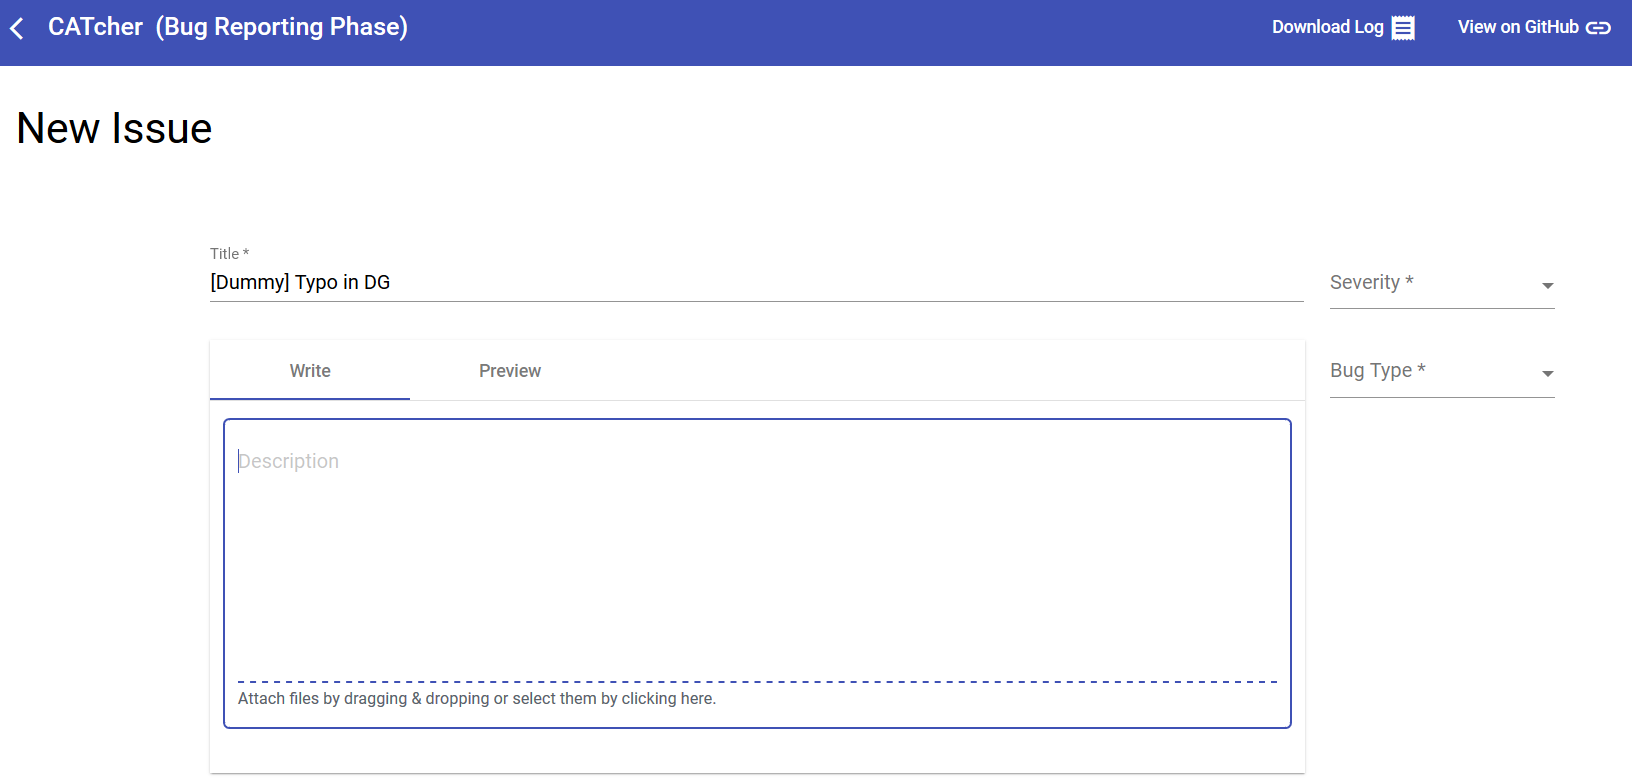 CATcher (Bug Reporting Phase)
Download Log
View on GitHub
New Issue
Title *
[Dummy] Typo in DG
Severity *
Write
Preview
Bug Type *
Description
Attach files by dragging & dropping or select them by clicking here.